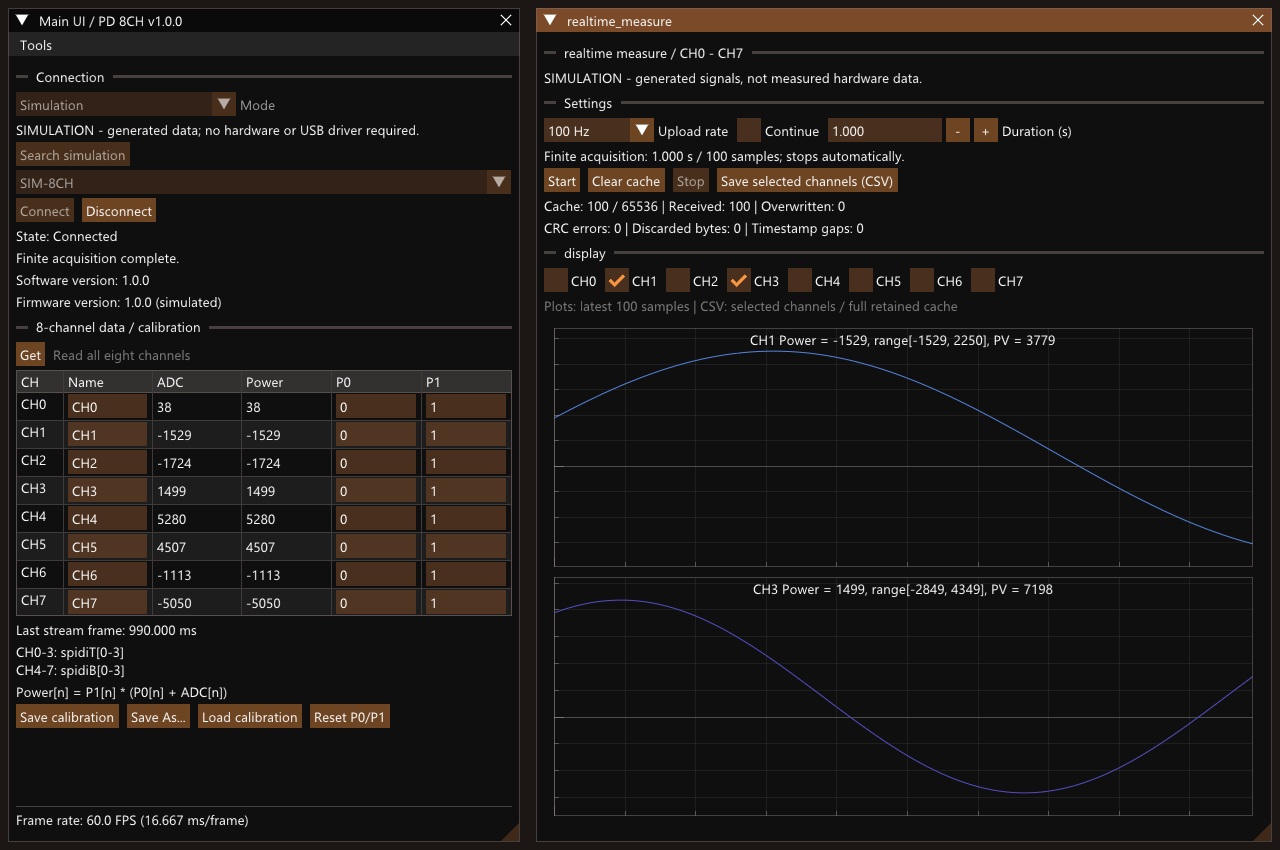 Main UI / PD 8CH v1.0.0
Tools
Connection
Simulation Mode
SIMULATION - generated data; no hardware or USB driver required.
Search simulation
SIM-8CH
Connect Disconnect
State: Connected
Finite acquisition complete.
Software version: 1.0.0
Firmware version: 1.0.0 (simulated)
8-channel data / calibration
Get Read all eight channels
CH Name ADC Power P0 P1
CH0 CH0 38 38 0 1
CH1 CH1 -1529 -1529 0 1
CH2 CH2 -1724 -1724 0 1
CH3 CH3 1499 1499 0 1
CH4 CH4 5280 5280 0 1
CH5 CH5 4507 4507 0 1
CH6 CH6 -1113 -1113 0 1
CH7 CH7 -5050 -5050 0 1
Last stream frame: 990.000 ms
CH0-3: spidiT[0-3]
CH4-7: spidiB[0-3]
Power[n] = P1[n] * (P0[n] + ADC[n])
Save calibration Save As... Load calibration Reset P0/P1
Frame rate: 60.0 FPS (16.667 ms/frame)
realtime_measure
realtime measure / CH0 - CH7
SIMULATION - generated signals, not measured hardware data.
Settings
100 Hz Upload rate Continue 1.000 - + Duration (s)
Finite acquisition: 1.000 s / 100 samples; stops automatically.
Start Clear cache Stop Save selected channels (CSV)
Cache: 100 / 65536 | Received: 100 | Overwritten: 0
CRC errors: 0 | Discarded bytes: 0 | Timestamp gaps: 0
display
CH0 CH1 CH2 CH3 CH4 CH5 CH6 CH7
Plots: latest 100 samples | CSV: selected channels / full retained cache
CH1 Power = -1529, range[-1529, 2250], PV = 3779
CH3 Power = 1499, range[-2849, 4349], PV = 7198